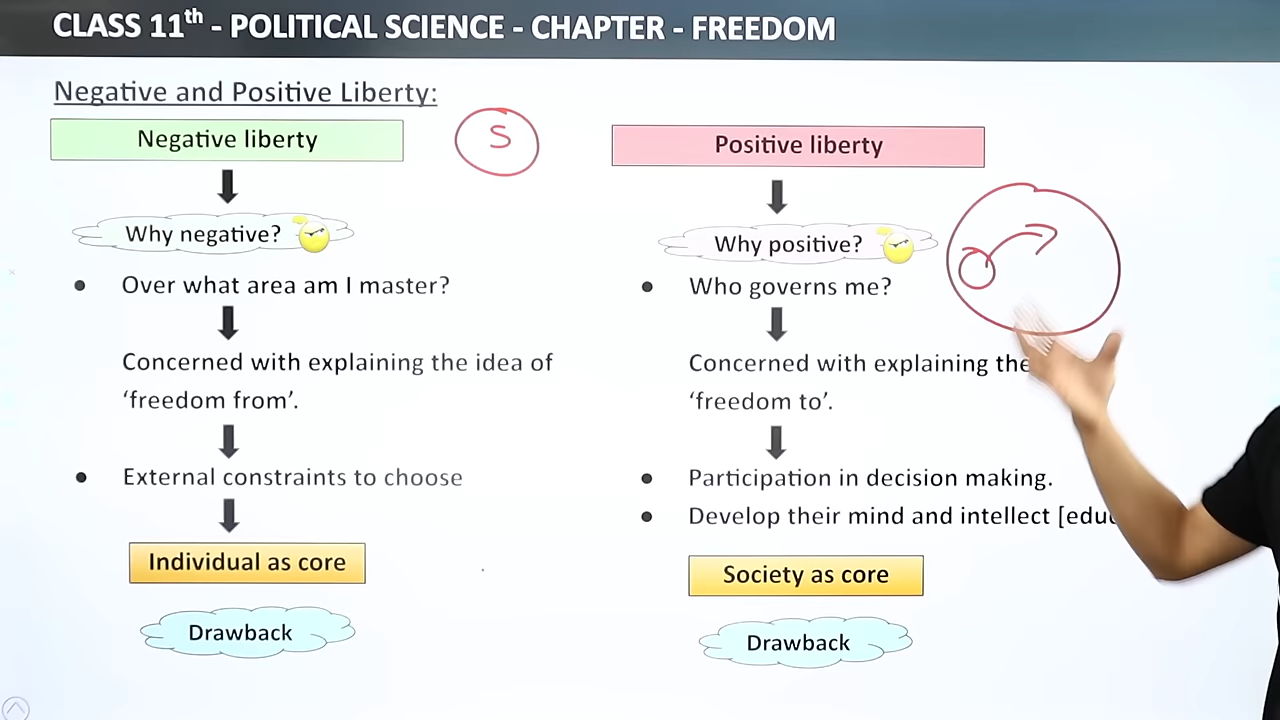 CLASS 11th - POLITICAL SCIENCE - CHAPTER - FREEDOM
Negative and Positive Liberty:
Negative liberty
S
Why negative?
● Over what area am I master?
Concerned with explaining the idea of
‘freedom from’.
● External constraints to choose
Individual as core
Drawback
Positive liberty
Why positive?
● Who governs me?
Concerned with explaining the
‘freedom to’.
● Participation in decision making.
● Develop their mind and intellect
Society as core
Drawback